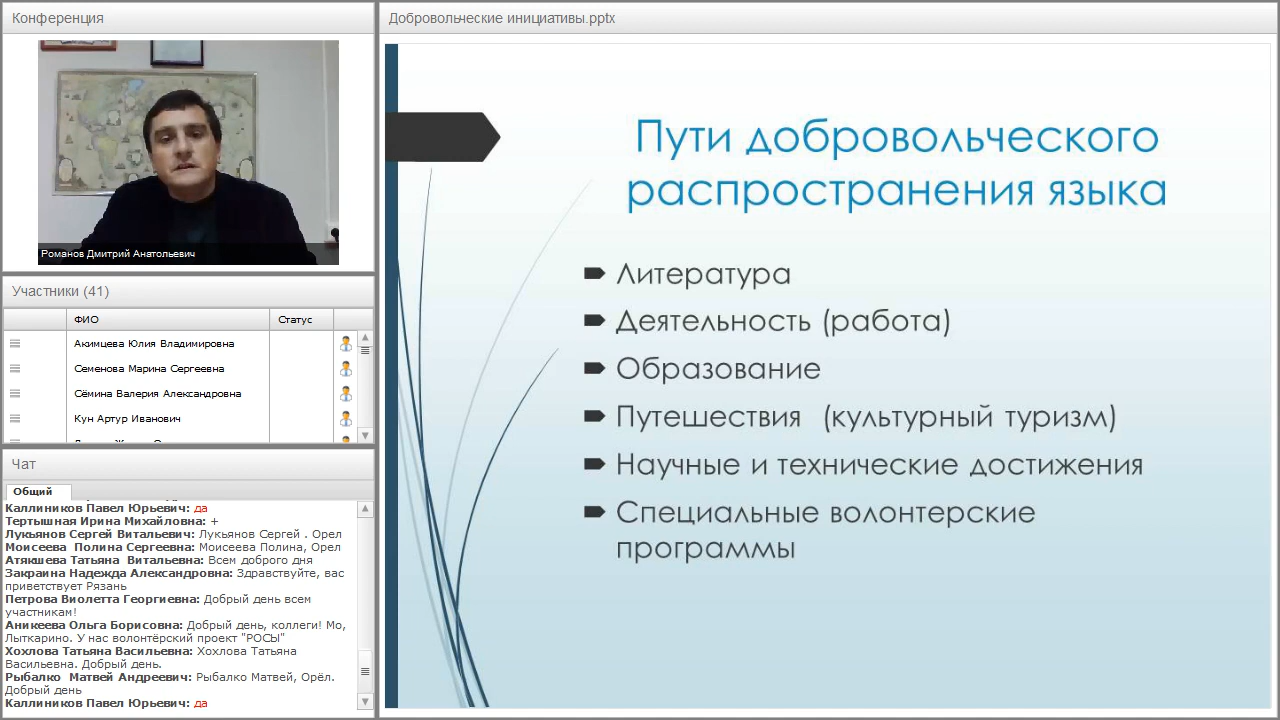 Конференция
Романов Дмитрий Анатольевич
Участники (41)
ФИО Статус
Акимцева Юлия Владимировна
Семенова Марина Сергеевна
Сёмина Валерия Александровна
Кун Артур Иванович
Чат
Общий
Каллиников Павел Юрьевич: да
Тертышная Ирина Михайловна: +
Лукьянов Сергей Витальевич: Лукьянов Сергей . Орел
Моисеева Полина Сергеевна: Моисеева Полина, Орел
Атякшева Татьяна Витальевна: Всем доброго дня
Закраина Надежда Александровна: Здравствуйте, вас
приветствует Рязань
Петрова Виолетта Георгиевна: Добрый день всем
участникам!
Аникеева Ольга Борисовна: Добрый день, коллеги! Мо,
Лыткарино. У нас волонтёрский проект "РОСЫ"
Хохлова Татьяна Васильевна: Хохлова Татьяна
Васильевна. Добрый день.
Рыбалко Матвей Андреевич: Рыбалко Матвей, Орёл.
Добрый день
Каллиников Павел Юрьевич: да
Добровольческие инициативы.pptx
Пути добровольческого
распространения языка
Литература
Деятельность (работа)
Образование
Путешествия (культурный туризм)
Научные и технические достижения
Специальные волонтерские
программы